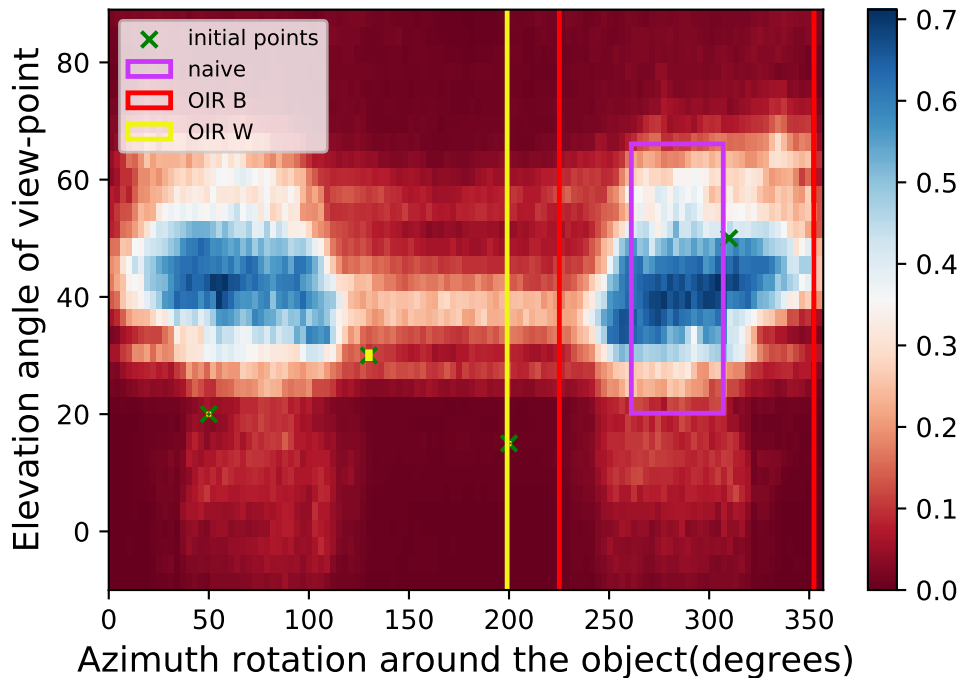 initial points
naive
OIR B
OIR W
Elevation angle of view-point
80
60
40
20
0
0 50 100 150 200 250 300 350
Azimuth rotation around the object(degrees)
0.7
0.6
0.5
0.4
0.3
0.2
0.1
0.0